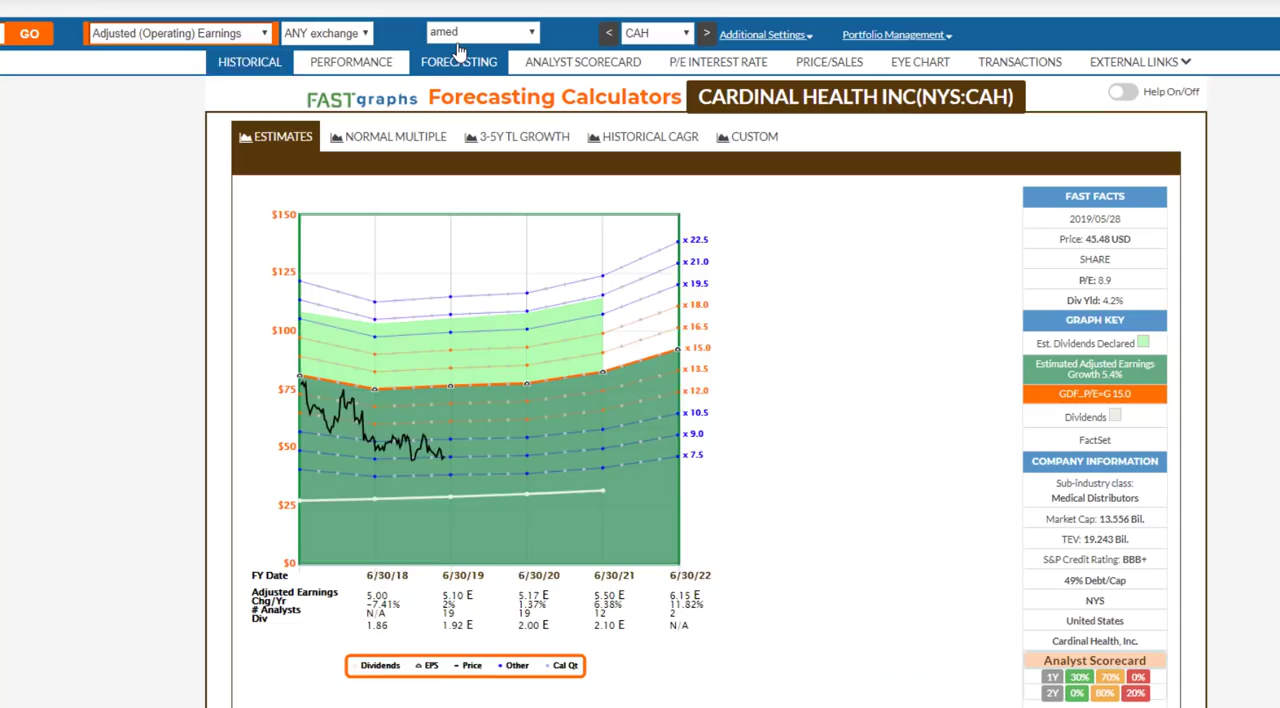 GO
Adjusted (Operating) Earnings
ANY exchange
amed
< CAH >
Additional Settings
Portfolio Management
HISTORICAL PERFORMANCE FORECASTING ANALYST SCORECARD P/E INTEREST RATE PRICE/SALES EYE CHART TRANSACTIONS EXTERNAL LINKS
FASTgraphs Forecasting Calculators CARDINAL HEALTH INC(NYS:CAH)
Help On/Off
ESTIMATES NORMAL MULTIPLE 3-5Y TL GROWTH HISTORICAL CAGR CUSTOM
$150
$125
$100
$75
$50
$25
$0
x 22.5
x 21.0
x 19.5
x 18.0
x 16.5
x 15.0
x 13.5
x 12.0
x 10.5
x 9.0
x 7.5
FY Date 6/30/18 6/30/19 6/30/20 6/30/21 6/30/22
Adjusted Earnings 5.00 5.10 E 5.17 E 5.50 E 6.15 E
Chg/Yr -7.41% 2% 1.37% 6.38% 11.82%
# Analysts N/A 19 19 12 2
Div 1.86 1.92 E 2.00 E 2.10 E N/A
Dividends EPS Price Other Cal Qt
FAST FACTS
2019/05/28
Price: 45.48 USD
SHARE
P/E: 8.9
Div Yld: 4.2%
GRAPH KEY
Est. Dividends Declared
Estimated Adjusted Earnings
Growth 5.4%
GDF_P/E=G 15.0
Dividends
FactSet
COMPANY INFORMATION
Sub-industry class:
Medical Distributors
Market Cap: 13.556 Bil.
TEV: 19.243 Bil.
S&P Credit Rating: BBB+
49% Debt/Cap
NYS
United States
Cardinal Health, Inc.
Analyst Scorecard
1Y 30% 70% 0%
2Y 0% 80% 20%